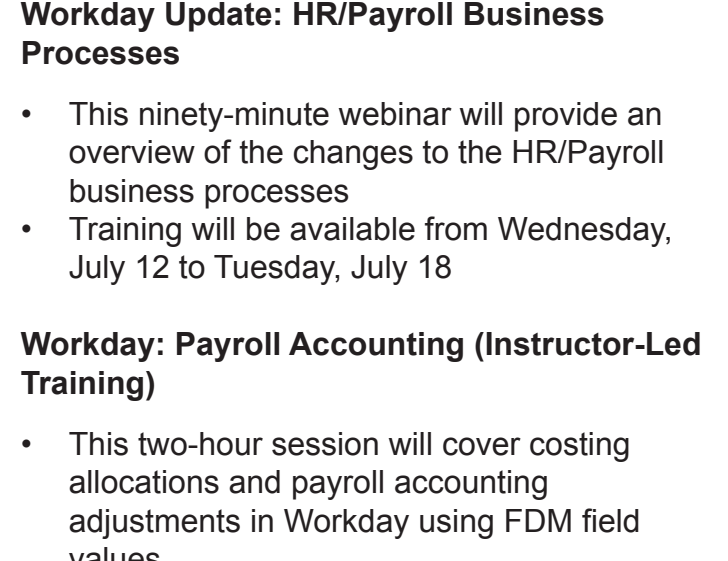 Workday Update: HR/Payroll Business
Processes
• This ninety-minute webinar will provide an
overview of the changes to the HR/Payroll
business processes
• Training will be available from Wednesday,
July 12 to Tuesday, July 18
Workday: Payroll Accounting (Instructor-Led
Training)
• This two-hour session will cover costing
allocations and payroll accounting
adjustments in Workday using FDM field
values